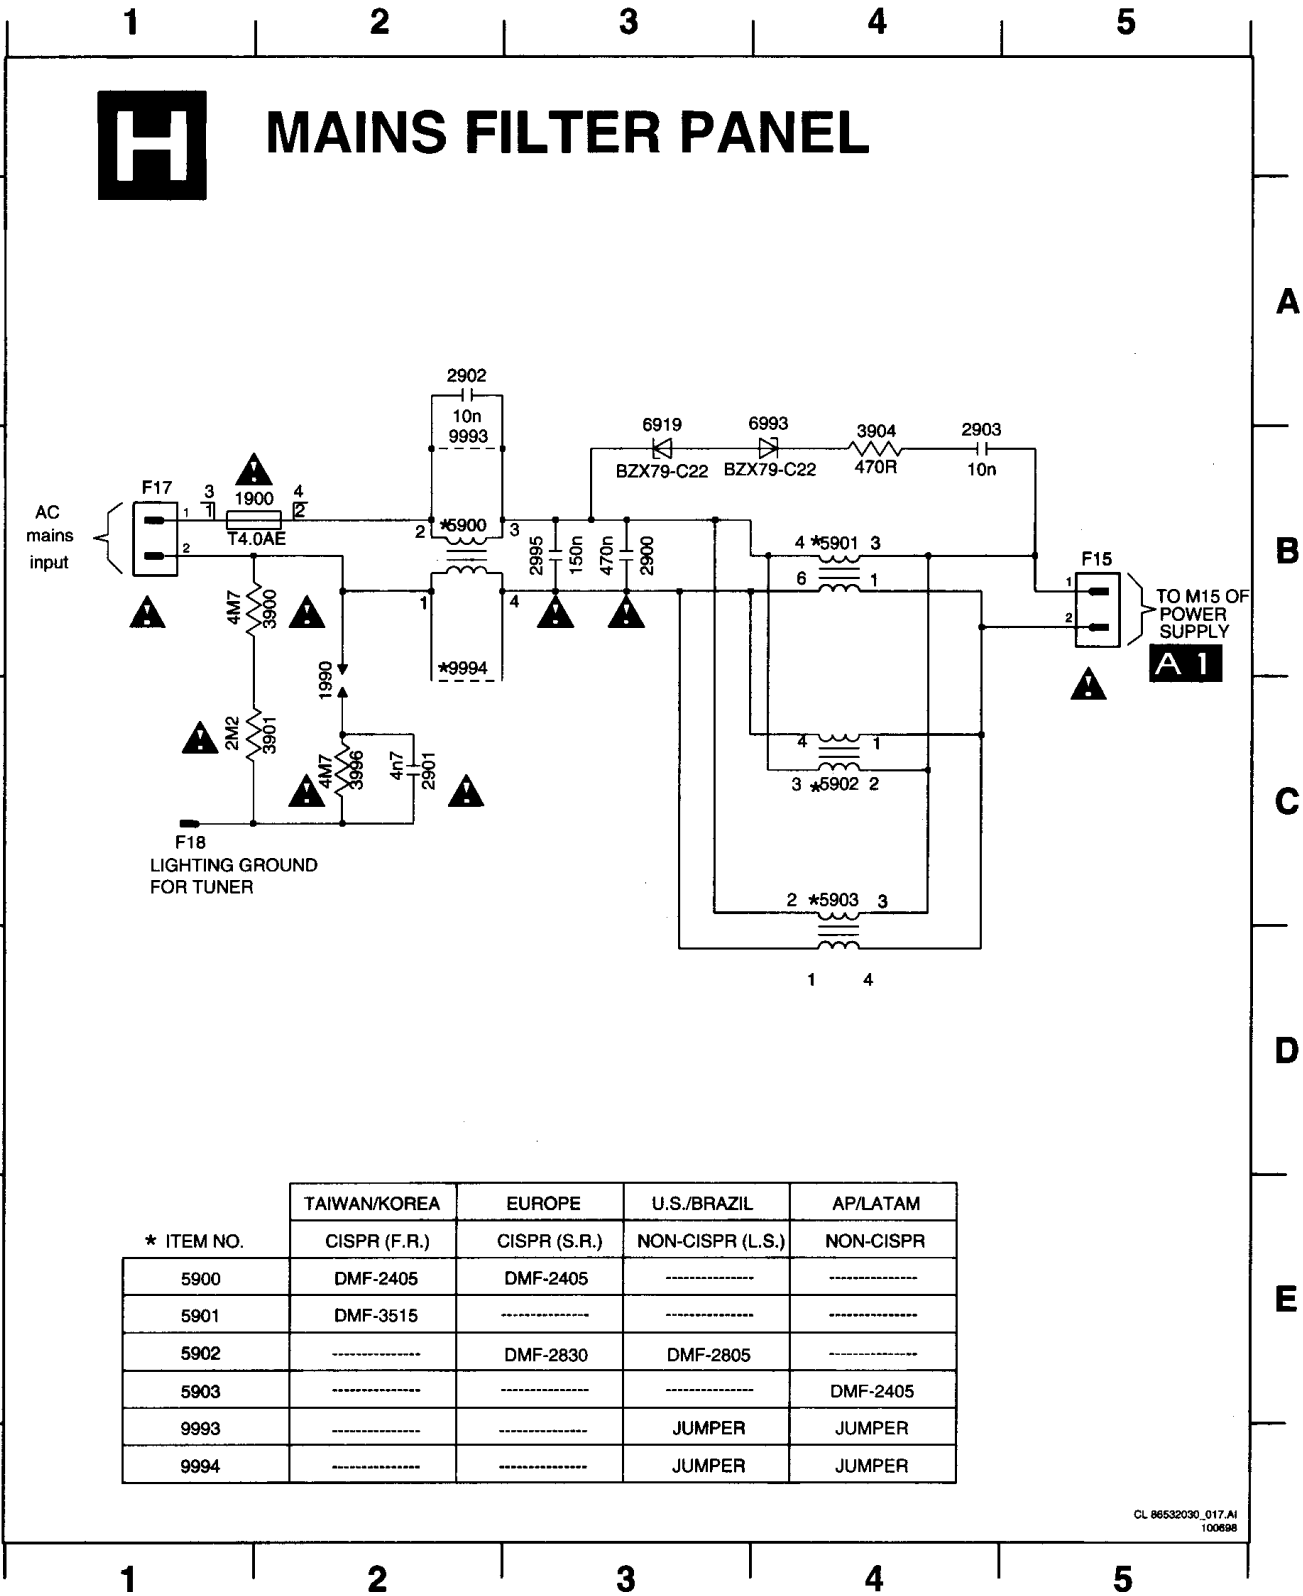 1 2 3 4 5
H MAINS FILTER PANEL
A
2902
10n
9993
6919 6993 3904 2903
BZX79-C22 BZX79-C22 470R 10n
F17 3 1900 4
1 1 2
T4.0AE
AC
mains
input
2
2 *5900 3
1 4
2995 150n 470n 2900
4 *5901 3
6 1
B
F15
1
2
TO M15 OF
POWER
SUPPLY
A 1
4M7 3900
1990
*9994
2M2 3901
4M7 3996
4n7 2901
4 1
3 *5902 2
C
F18
LIGHTING GROUND
FOR TUNER
2 *5903 3
1 4
D
TAIWAN/KOREA EUROPE U.S./BRAZIL AP/LATAM
* ITEM NO. CISPR (F.R.) CISPR (S.R.) NON-CISPR (L.S.) NON-CISPR
5900 DMF-2405 DMF-2405 -------------- --------------
5901 DMF-3515 -------------- -------------- --------------
5902 -------------- DMF-2830 DMF-2805 --------------
5903 -------------- -------------- -------------- DMF-2405
9993 -------------- -------------- JUMPER JUMPER
9994 -------------- -------------- JUMPER JUMPER
E
CL 86532030_017.AI
100698
1 2 3 4 5